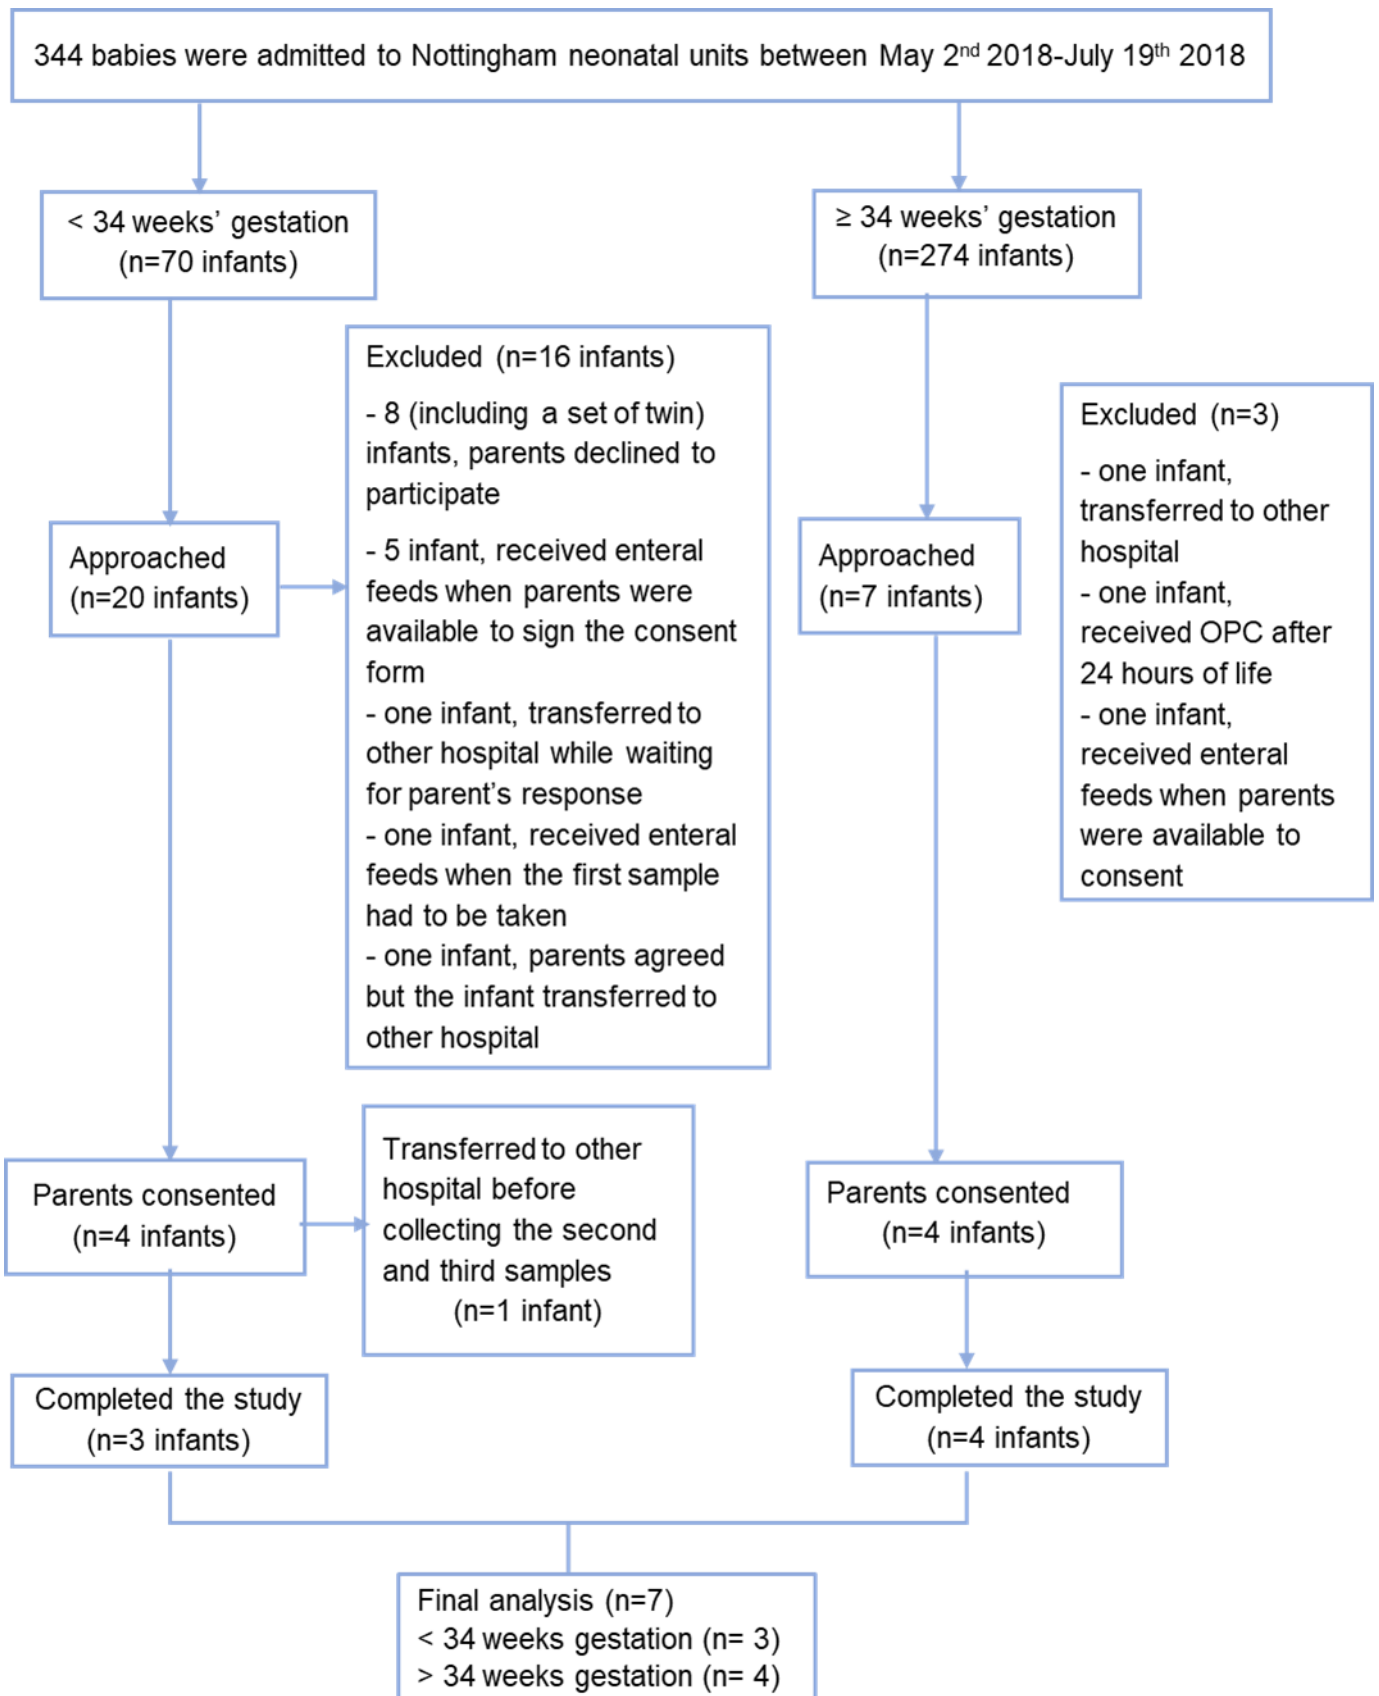 344 babies were admitted to Nottingham neonatal units between May 2nd 2018-July 19th 2018
< 34 weeks’ gestation
(n=70 infants)
≥ 34 weeks’ gestation
(n=274 infants)
Excluded (n=16 infants)
- 8 (including a set of twin)
infants, parents declined to
participate
- 5 infant, received enteral
feeds when parents were
available to sign the consent
form
- one infant, transferred to
other hospital while waiting
for parent’s response
- one infant, received enteral
feeds when the first sample
had to be taken
- one infant, parents agreed
but the infant transferred to
other hospital
Excluded (n=3)
- one infant,
transferred to other
hospital
- one infant,
received OPC after
24 hours of life
- one infant,
received enteral
feeds when parents
were available to
consent
Approached
(n=20 infants)
Approached
(n=7 infants)
Transferred to other
hospital before
collecting the second
and third samples
(n=1 infant)
Parents consented
(n=4 infants)
Parents consented
(n=4 infants)
Completed the study
(n=3 infants)
Completed the study
(n=4 infants)
Final analysis (n=7)
< 34 weeks gestation (n= 3)
> 34 weeks gestation (n= 4)